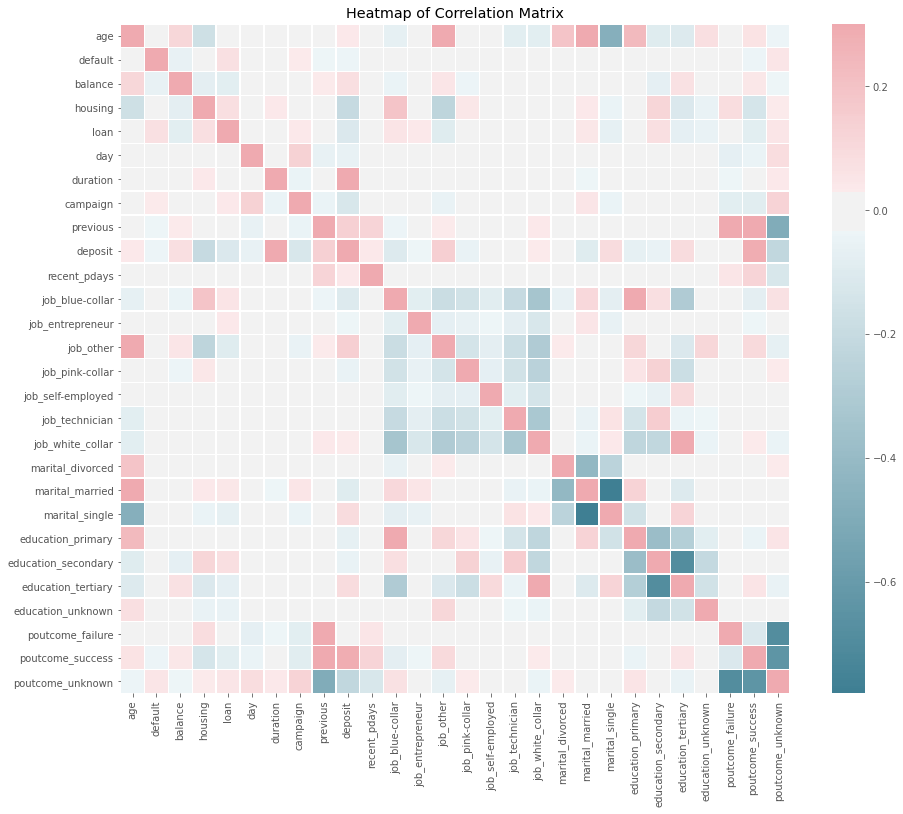 Heatmap of Correlation Matrix
age
default
balance
housing
loan
day
duration
campaign
previous
deposit
recent_pdays
job_blue-collar
job_entrepreneur
job_other
job_pink-collar
job_self-employed
job_technician
job_white_collar
marital_divorced
marital_married
marital_single
education_primary
education_secondary
education_tertiary
education_unknown
poutcome_failure
poutcome_success
poutcome_unknown
age
default
balance
housing
loan
day
duration
campaign
previous
deposit
recent_pdays
job_blue-collar
job_entrepreneur
job_other
job_pink-collar
job_self-employed
job_technician
job_white_collar
marital_divorced
marital_married
marital_single
education_primary
education_secondary
education_tertiary
education_unknown
poutcome_failure
poutcome_success
poutcome_unknown
0.2
0.0
−0.2
−0.4
−0.6